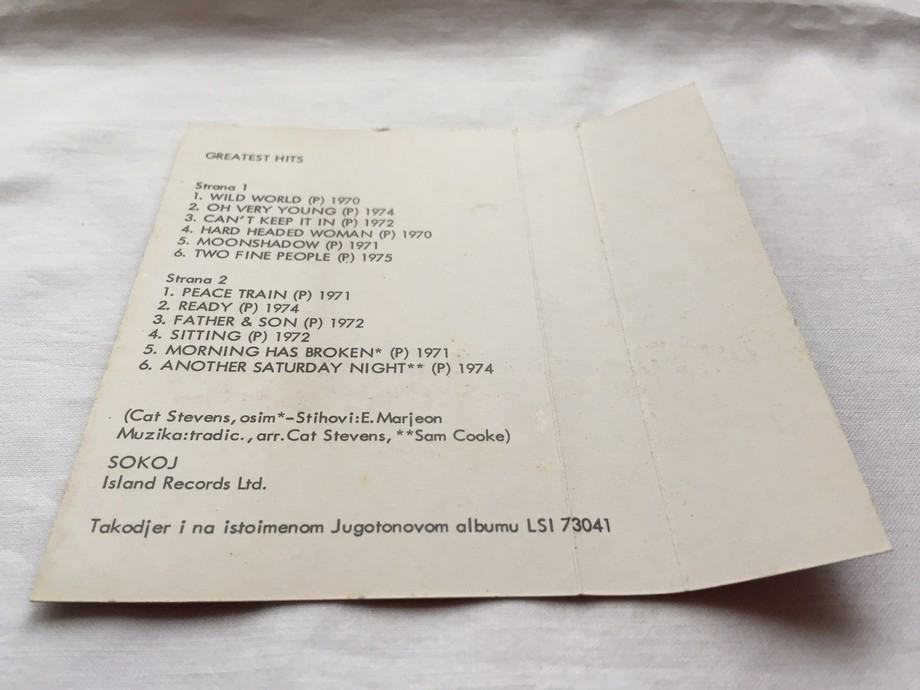 GREATEST HITS
Strana 1
1. WILD WORLD (P) 1970
2. OH VERY YOUNG (P) 1974
3. CAN'T KEEP IT IN (P) 1972
4. HARD HEADED WOMAN (P) 1970
5. MOONSHADOW (P) 1971
6. TWO FINE PEOPLE (P) 1975
Strana 2
1. PEACE TRAIN (P) 1971
2. READY (P) 1974
3. FATHER & SON (P) 1972
4. SITTING (P) 1972
5. MORNING HAS BROKEN* (P) 1971
6. ANOTHER SATURDAY NIGHT** (P) 1974
(Cat Stevens, osim*–Stihovi:E. Marjeon
Muzika:tradic., arr. Cat Stevens, **Sam Cooke)
SOKOJ
Island Records Ltd.
Takodjer i na istoimenom Jugotonovom albumu LSI 73041